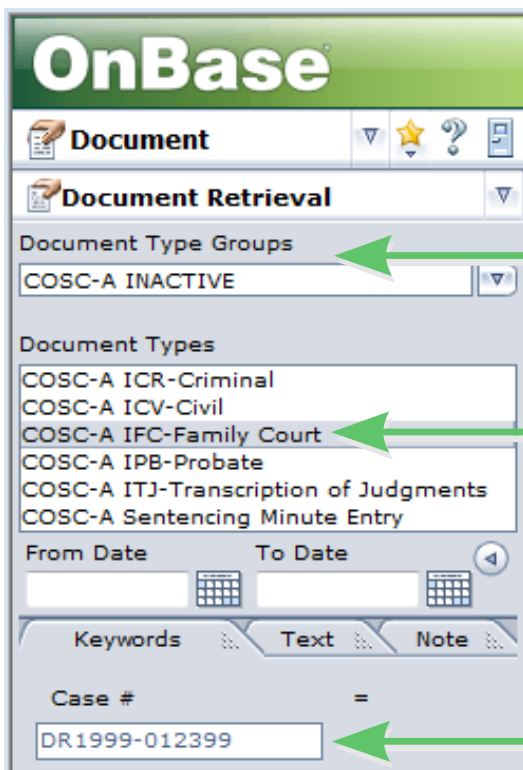 OnBase
Document
Document Retrieval
Document Type Groups
COSC-A INACTIVE
Document Types
COSC-A ICR-Criminal
COSC-A ICV-Civil
COSC-A IFC-Family Court
COSC-A IPB-Probate
COSC-A ITJ-Transcription of Judgments
COSC-A Sentencing Minute Entry
From Date To Date
Keywords Text Note
Case # =
DR1999-012399